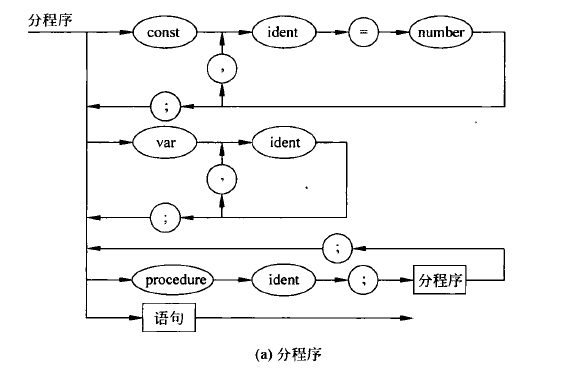 分程序
const ident = number
,
;
var ident
,
;
;
procedure ident ; 分程序
语句
(a) 分程序